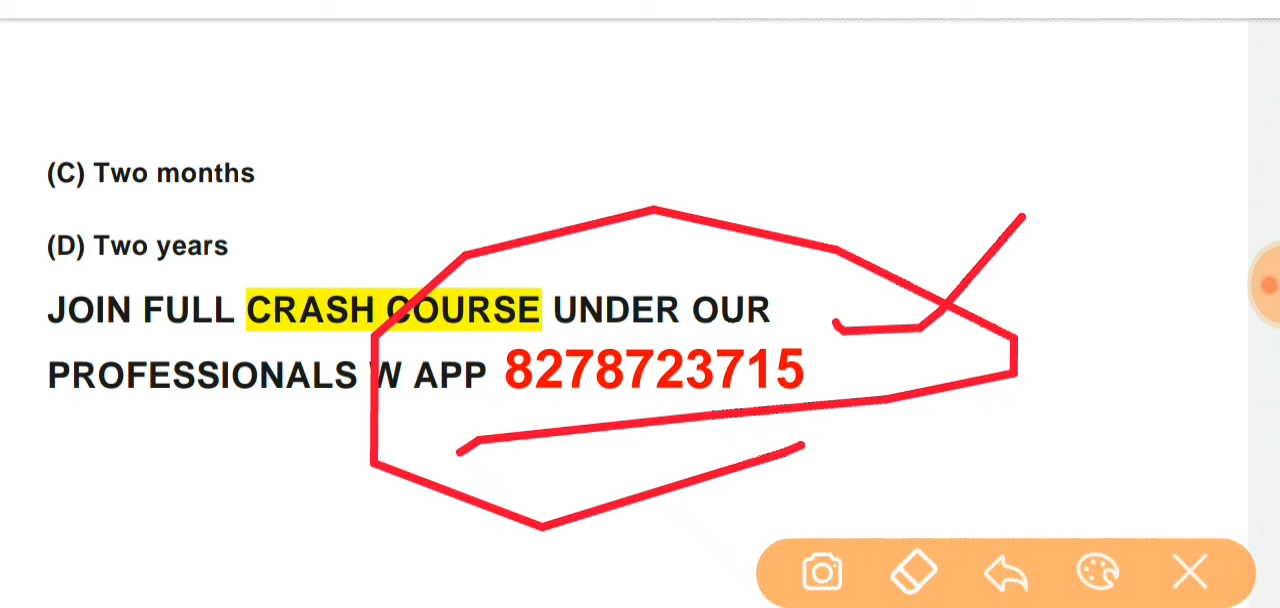 (C) Two months
(D) Two years
JOIN FULL CRASH COURSE UNDER OUR
PROFESSIONALS W APP 8278723715